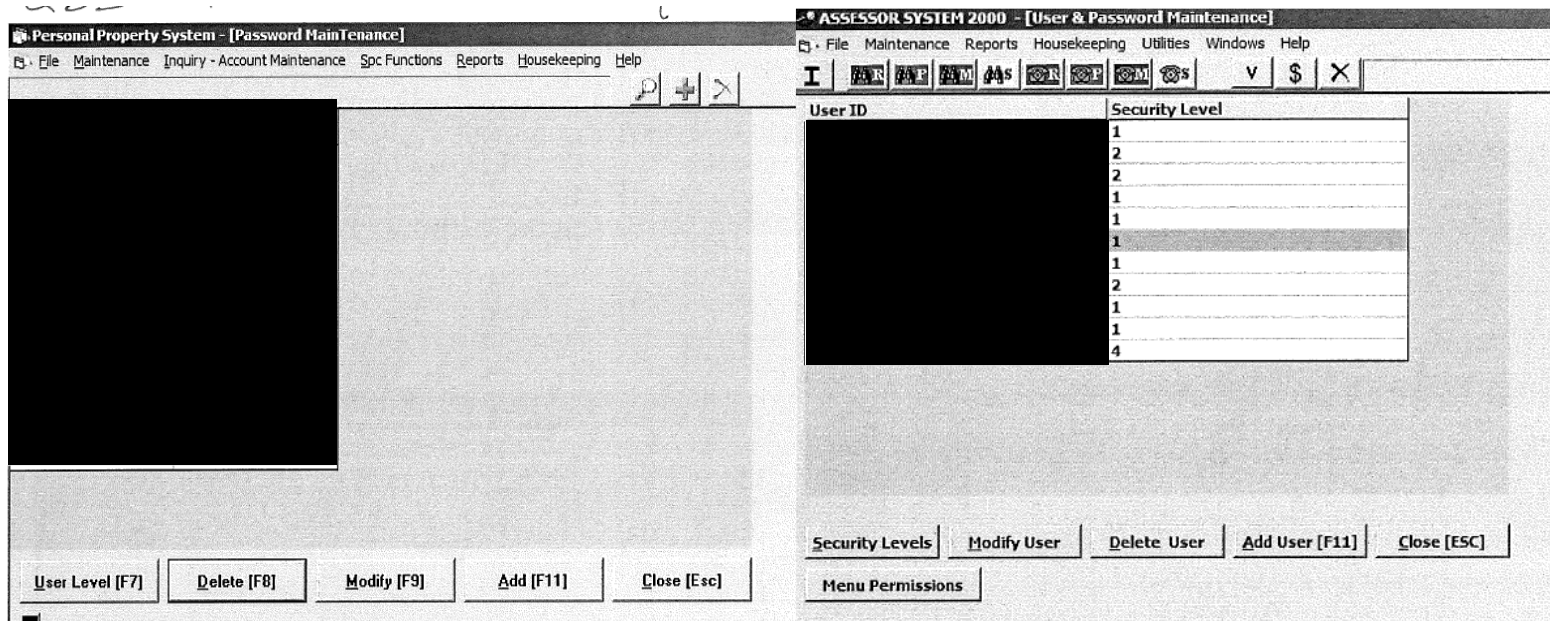 Personal Property System - [Password MainTenance]
File Maintenance Inquiry - Account Maintenance Spc Functions Reports Housekeeping Help
User Level [F7] Delete [F8] Modify [F9] Add [F11] Close [Esc]
ASSESSOR SYSTEM 2000 - [User & Password Maintenance]
File Maintenance Reports Housekeeping Utilities Windows Help
I R P M S R P M S V $ X
User ID Security Level
1
2
2
1
1
1
1
2
1
1
4
Security Levels Modify User Delete User Add User [F11] Close [ESC]
Menu Permissions